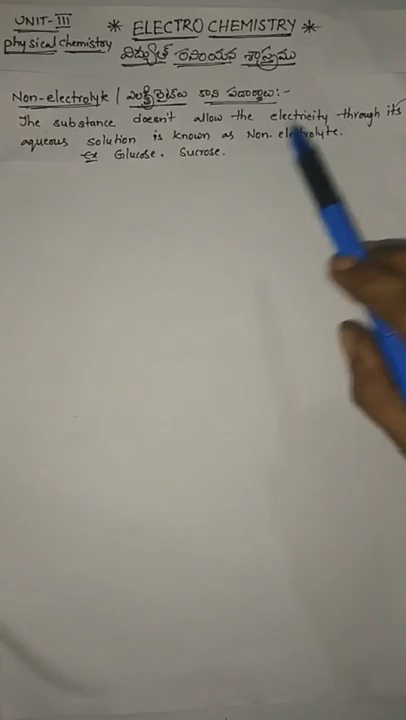 UNIT-III
* ELECTRO CHEMISTRY *
physical chemistry
విద్యుత్ రసాయన శాస్త్రము
Non-electrolyte / ఎలక్ట్రోలైట్‌లు కాని పదార్థాలు:-
The substance doesn't allow the electricity through its
aqueous solution is known as Non-electrolyte.
Ex Glucose, Sucrose.